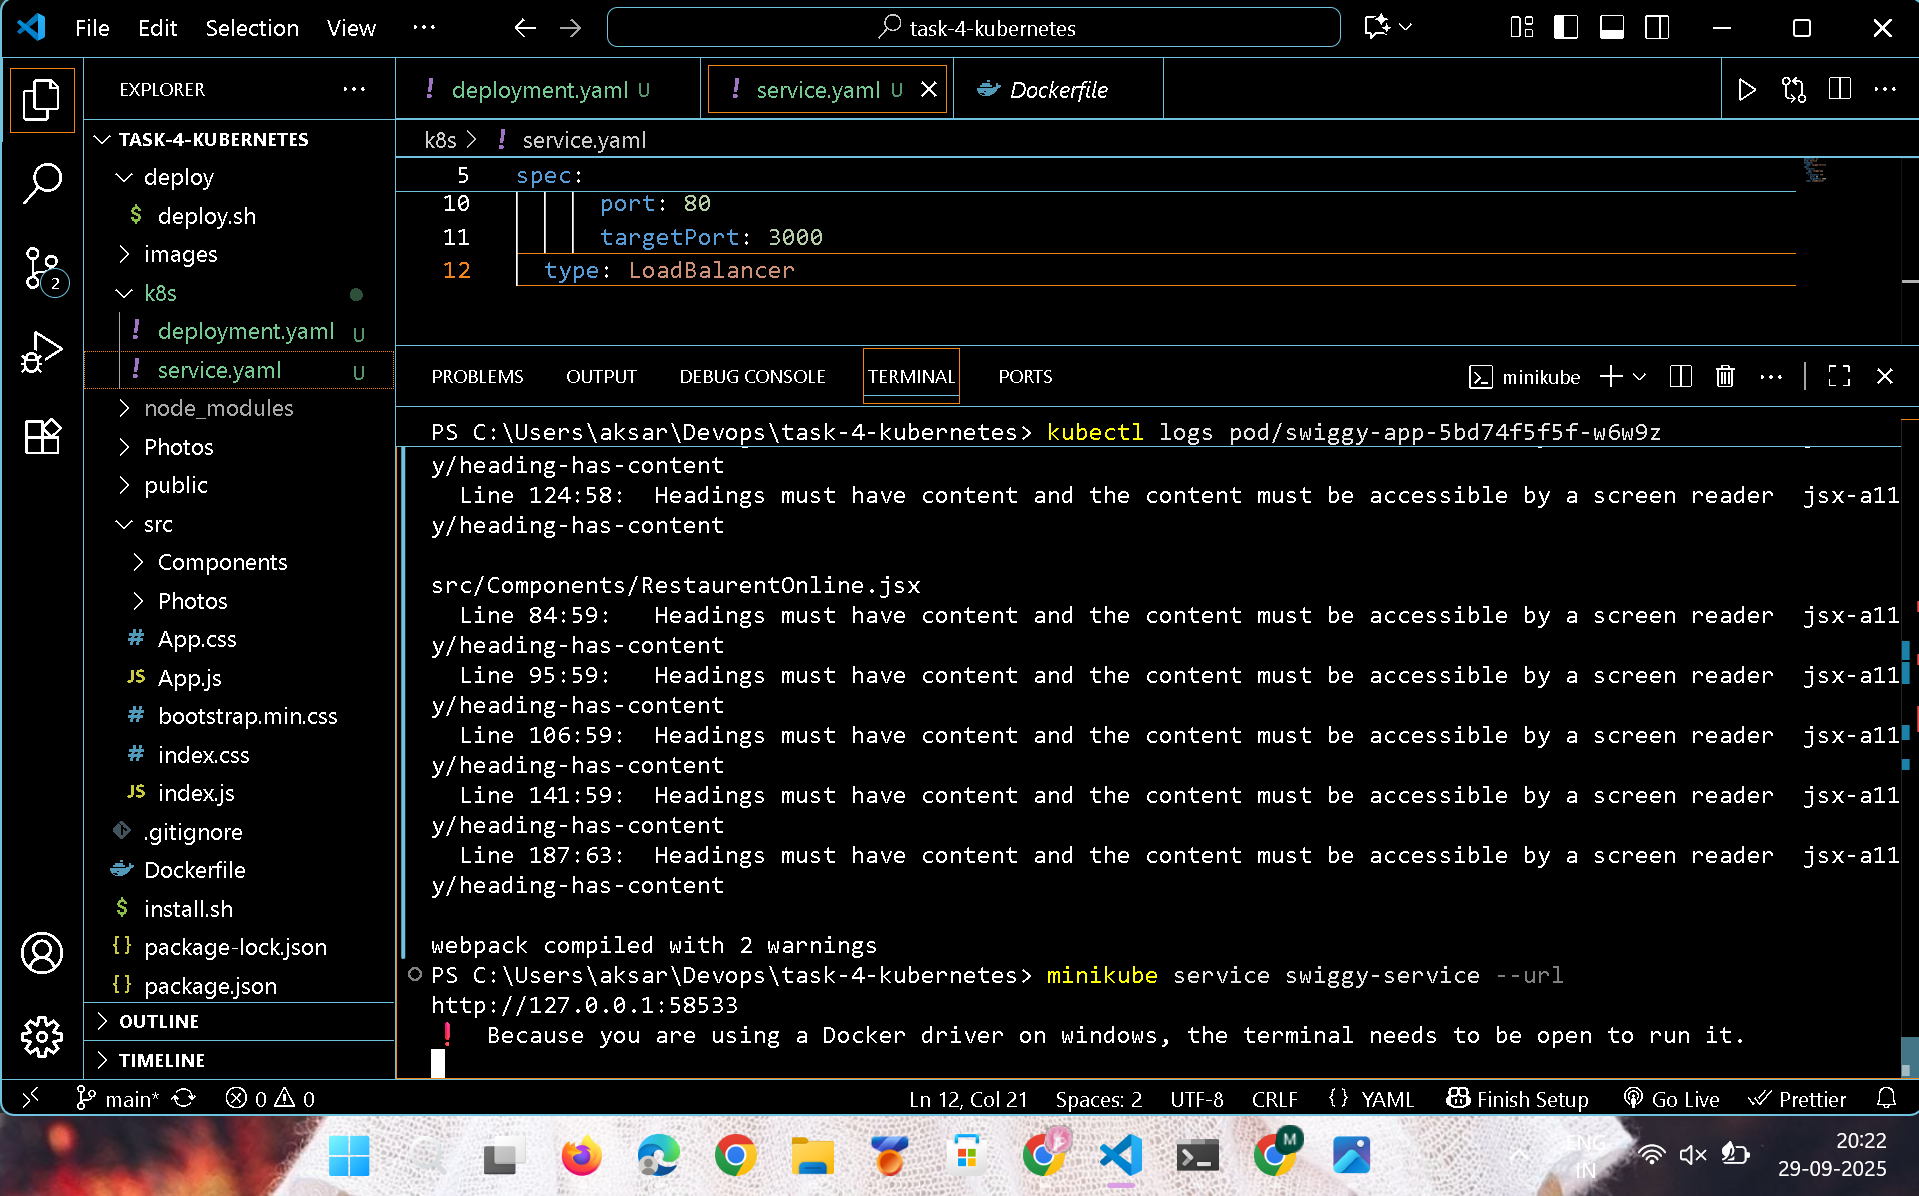 File Edit Selection View ··· task-4-kubernetes
EXPLORER ···
TASK-4-KUBERNETES
deploy
$ deploy.sh
images
k8s
! deployment.yaml U
! service.yaml U
node_modules
Photos
public
src
Components
Photos
# App.css
JS App.js
# bootstrap.min.css
# index.css
JS index.js
.gitignore
Dockerfile
$ install.sh
{} package-lock.json
{} package.json
OUTLINE
TIMELINE
2
! deployment.yaml U ! service.yaml U Dockerfile
k8s > ! service.yaml
5 spec:
10 port: 80
11 targetPort: 3000
12 type: LoadBalancer
PROBLEMS OUTPUT DEBUG CONSOLE TERMINAL PORTS minikube
PS C:\Users\aksar\Devops\task-4-kubernetes> kubectl logs pod/swiggy-app-5bd74f5f5f-w6w9z
y/heading-has-content
Line 124:58: Headings must have content and the content must be accessible by a screen reader jsx-a11
y/heading-has-content
src/Components/RestaurentOnline.jsx
Line 84:59: Headings must have content and the content must be accessible by a screen reader jsx-a11
y/heading-has-content
Line 95:59: Headings must have content and the content must be accessible by a screen reader jsx-a11
y/heading-has-content
Line 106:59: Headings must have content and the content must be accessible by a screen reader jsx-a11
y/heading-has-content
Line 141:59: Headings must have content and the content must be accessible by a screen reader jsx-a11
y/heading-has-content
Line 187:63: Headings must have content and the content must be accessible by a screen reader jsx-a11
y/heading-has-content
webpack compiled with 2 warnings
PS C:\Users\aksar\Devops\task-4-kubernetes> minikube service swiggy-service --url
http://127.0.0.1:58533
! Because you are using a Docker driver on windows, the terminal needs to be open to run it.
main* 0 0 Ln 12, Col 21 Spaces: 2 UTF-8 CRLF {} YAML Finish Setup Go Live Prettier
M
ENG
IN
20:22
29-09-2025